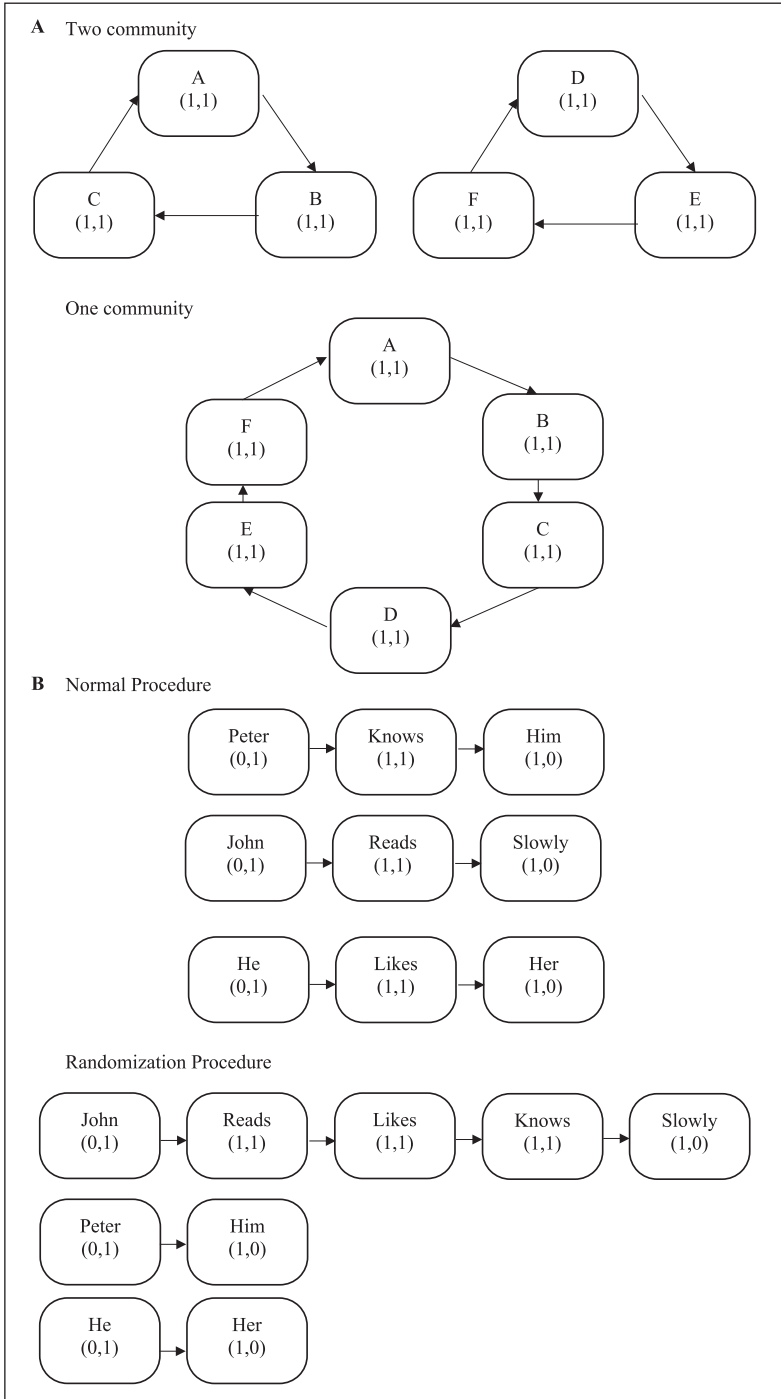 A Two community
A
(1,1)
D
(1,1)
C
(1,1)
B
(1,1)
F
(1,1)
E
(1,1)
One community
A
(1,1)
F
(1,1)
B
(1,1)
E
(1,1)
C
(1,1)
D
(1,1)
B Normal Procedure
Peter
(0,1)
Knows
(1,1)
Him
(1,0)
John
(0,1)
Reads
(1,1)
Slowly
(1,0)
He
(0,1)
Likes
(1,1)
Her
(1,0)
Randomization Procedure
John
(0,1)
Reads
(1,1)
Likes
(1,1)
Knows
(1,1)
Slowly
(1,0)
Peter
(0,1)
Him
(1,0)
He
(0,1)
Her
(1,0)